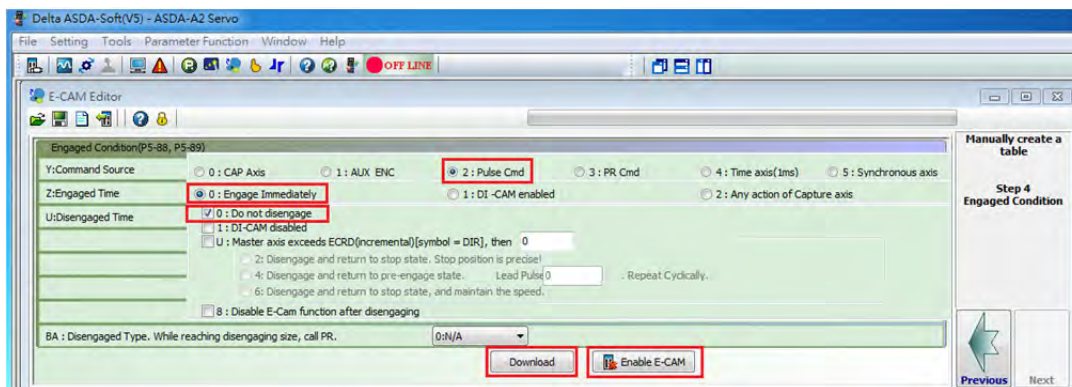 Delta ASDA-Soft(V5) - ASDA-A2 Servo
File Setting Tools Parameter Function Window Help
OFF LINE
E-CAM Editor
Engaged Condition(P5-88, P5-89)
Y:Command Source 0 : CAP Axis 1 : AUX ENC 2 : Pulse Cmd 3 : PR Cmd 4 : Time axis(1ms) 5 : Synchronous axis
Z:Engaged Time 0 : Engage Immediately 1 : DI -CAM enabled 2 : Any action of Capture axis
U:Disengaged Time 0 : Do not disengage
1 : DI-CAM disabled
U : Master axis exceeds ECRD(incremental)[symbol = DIR], then 0
2: Disengage and return to stop state. Stop position is precise!
4: Disengage and return to pre-engage state. Lead Pulse 0 . Repeat Cyclically.
6: Disengage and return to stop state, and maintain the speed.
8 : Disable E-Cam function after disengaging
BA : Disengaged Type. While reaching disengaging size, call PR. 0:N/A
Download Enable E-CAM
Manually create a
table
Step 4
Engaged Condition
Previous Next